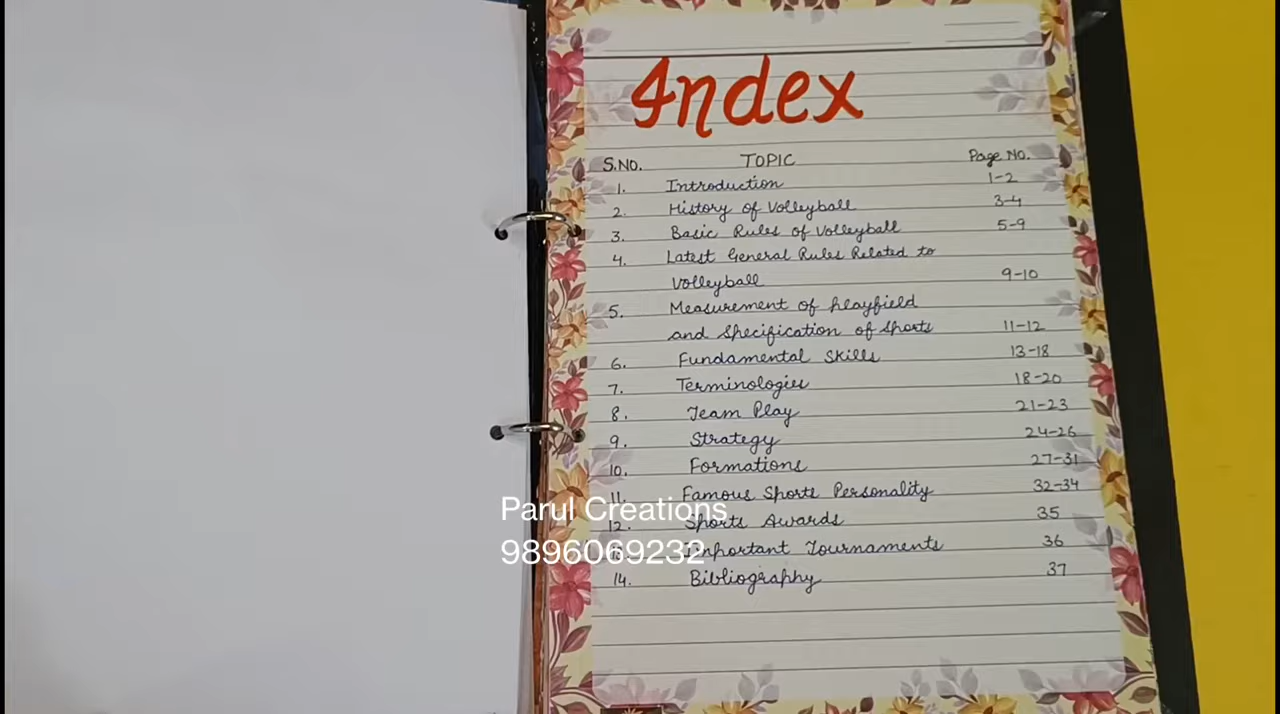 Index
S.NO. TOPIC Page No.
1. Introduction 1-2
2. History of Volleyball 3-4
3. Basic Rules of Volleyball 5-9
4. Latest General Rules Related to
Volleyball 9-10
5. Measurement of Playfield
and Specification of Sports 11-12
6. Fundamental Skills 13-18
7. Terminologies 18-20
8. Team Play 21-23
9. Strategy 24-26
10. Formations 27-31
11. Famous Sports Personality 32-34
Parul Creations
12. Sports Awards 35
9896069232
13. Important Tournaments 36
14. Bibliography 37